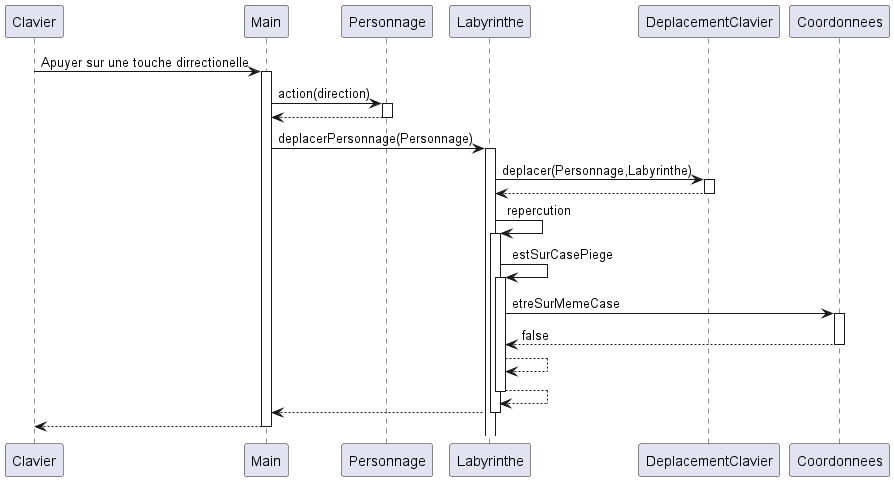 Clavier Main Personnage Labyrinthe DeplacementClavier Coordonnees
Apuyer sur une touche dirrectionelle
action(direction)
deplacerPersonnage(Personnage)
deplacer(Personnage,Labyrinthe)
repercution
estSurCasePiege
etreSurMemeCase
false
Clavier Main Personnage Labyrinthe DeplacementClavier Coordonnees